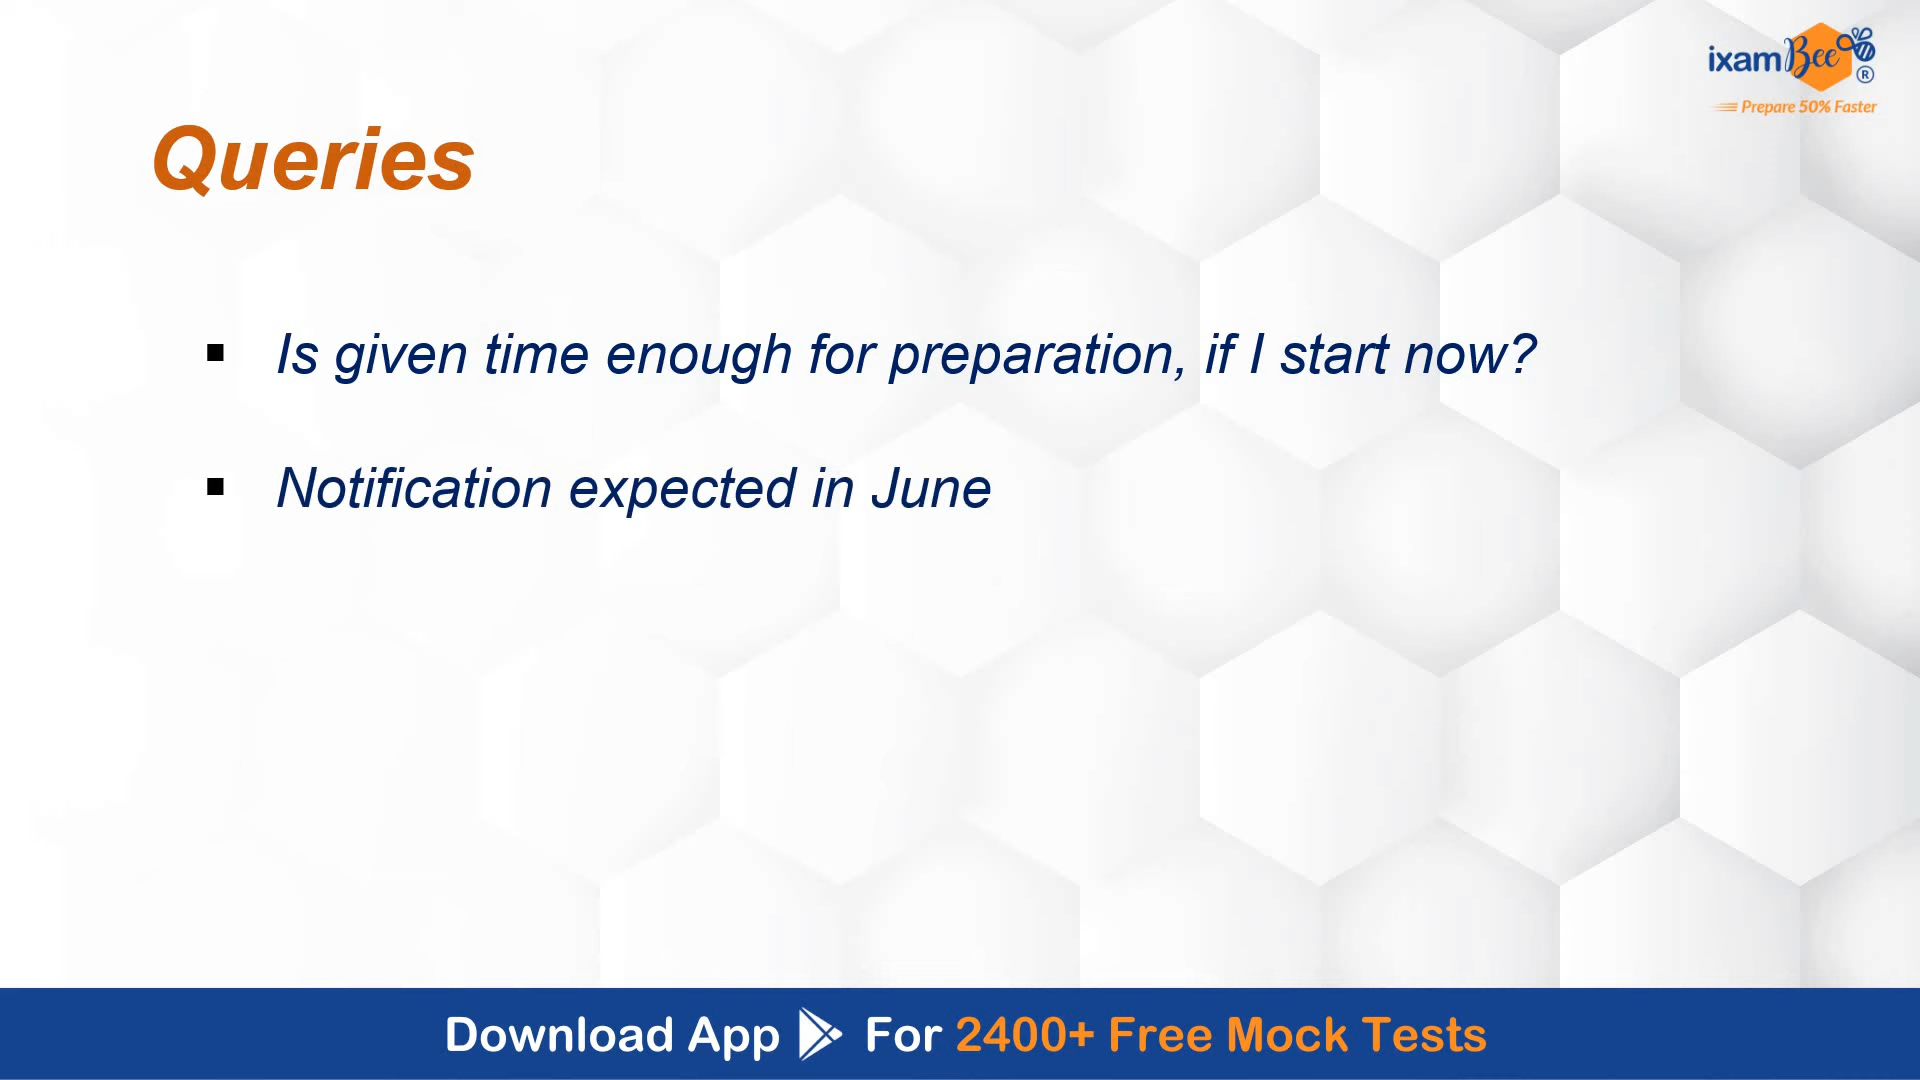 ixamBee®
Prepare 50% Faster
Queries
▪ Is given time enough for preparation, if I start now?
▪ Notification expected in June
Download App For 2400+ Free Mock Tests